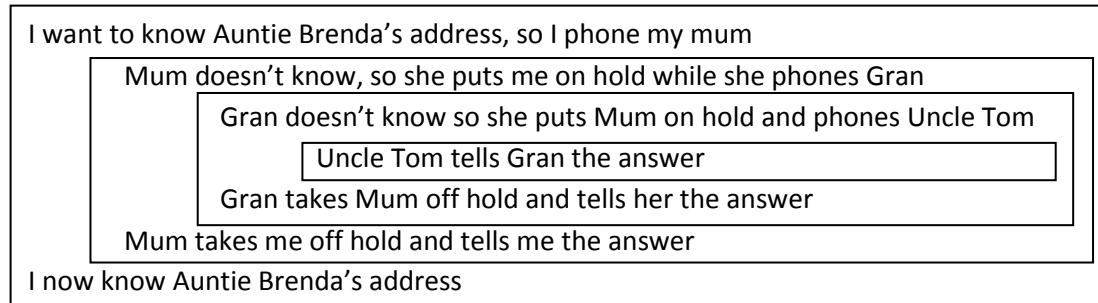 I want to know Auntie Brenda’s address, so I phone my mum
Mum doesn’t know, so she puts me on hold while she phones Gran
Gran doesn’t know so she puts Mum on hold and phones Uncle Tom
Uncle Tom tells Gran the answer
Gran takes Mum off hold and tells her the answer
Mum takes me off hold and tells me the answer
I now know Auntie Brenda’s address